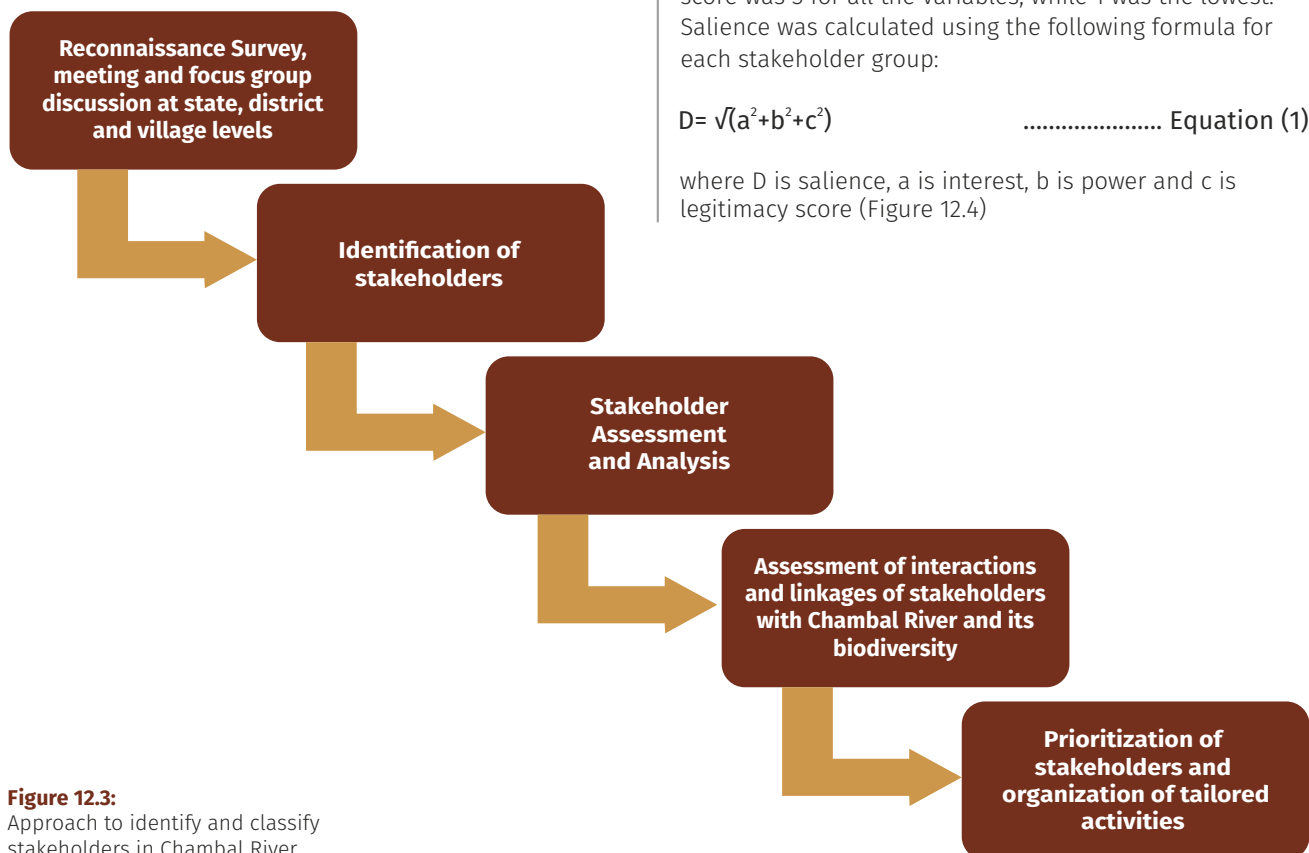 Salience was calculated using the following formula for
each stakeholder group:
D= √(a²+b²+c²) ...................... Equation (1)
where D is salience, a is interest, b is power and c is
legitimacy score (Figure 12.4)
Reconnaissance Survey,
meeting and focus group
discussion at state, district
and village levels
Identification of
stakeholders
Stakeholder
Assessment
and Analysis
Assessment of interactions
and linkages of stakeholders
with Chambal River and its
biodiversity
Prioritization of
stakeholders and
organization of tailored
activities
Figure 12.3:
Approach to identify and classify
stakeholders in Chambal River